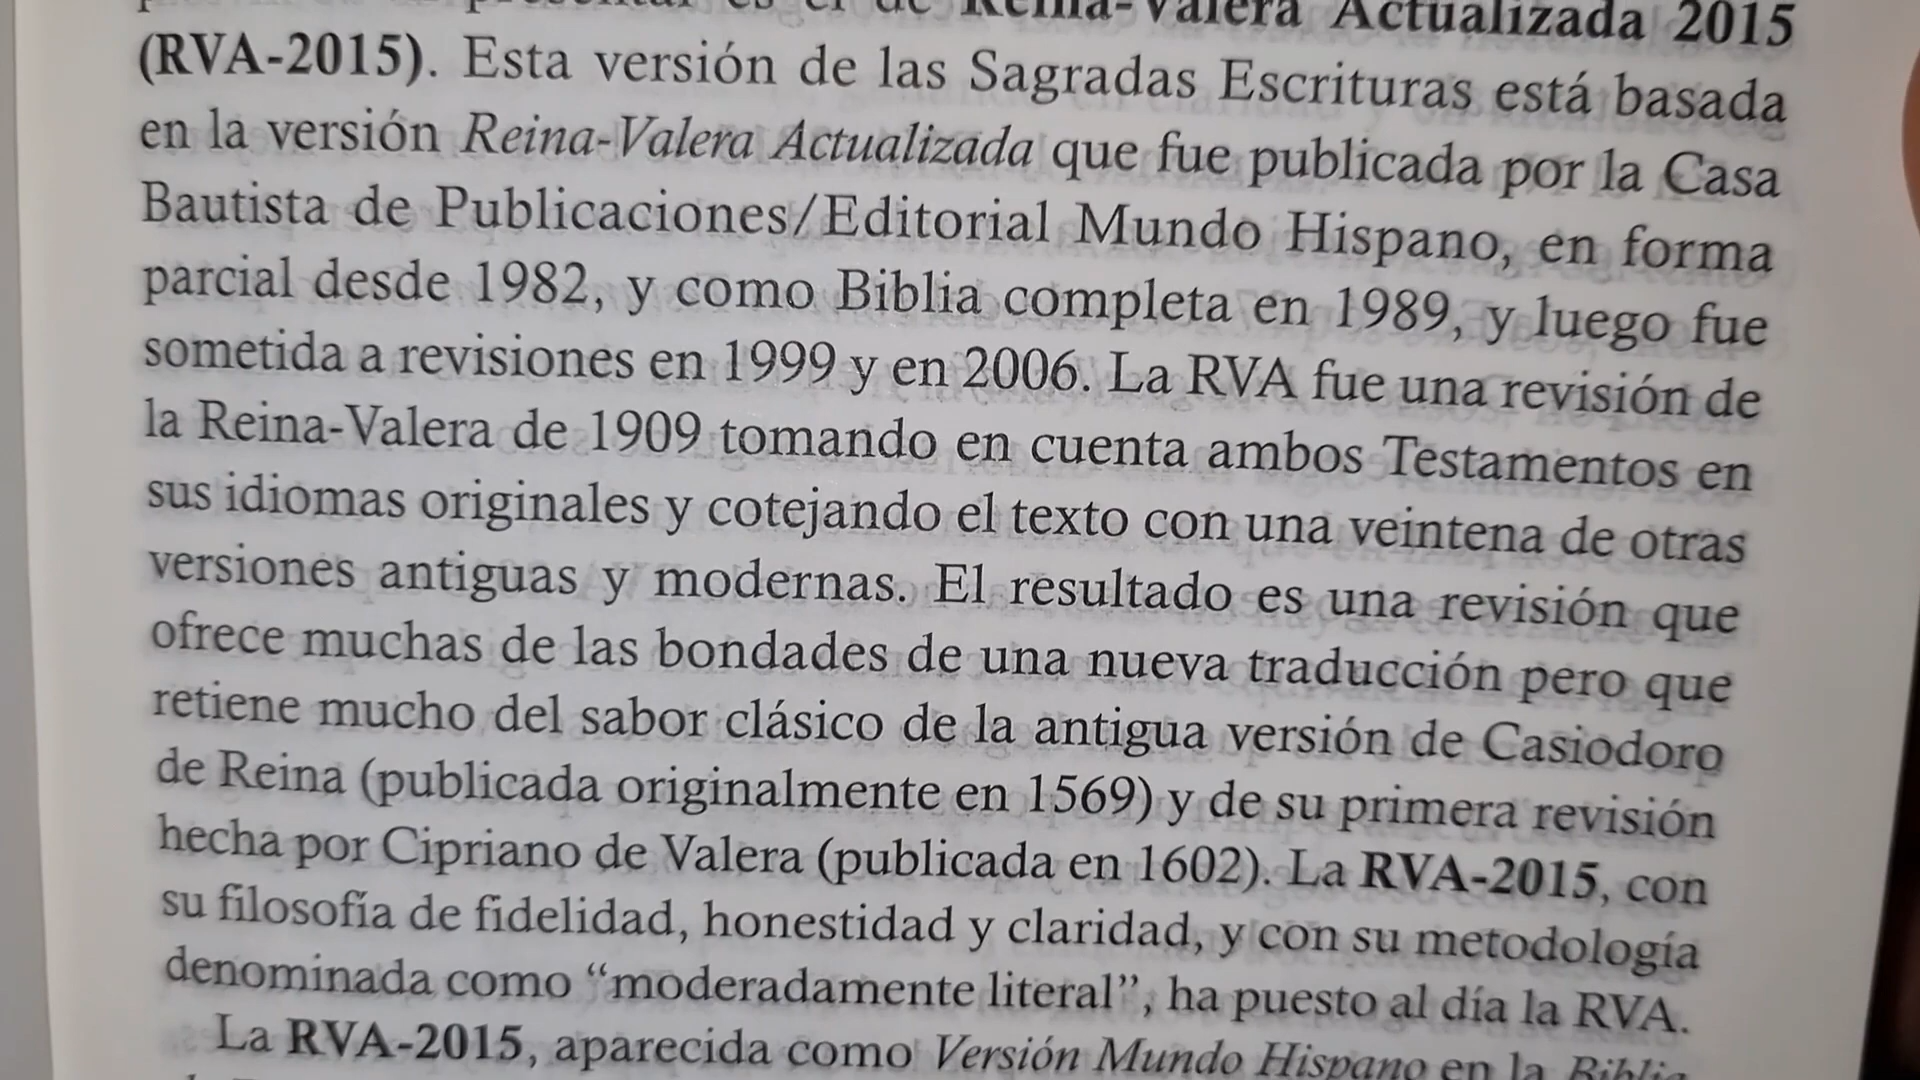 es el de Reina-Valera Actualizada 2015
(RVA-2015). Esta versión de las Sagradas Escrituras está basada
en la versión Reina-Valera Actualizada que fue publicada por la Casa
Bautista de Publicaciones/Editorial Mundo Hispano, en forma
parcial desde 1982, y como Biblia completa en 1989, y luego fue
sometida a revisiones en 1999 y en 2006. La RVA fue una revisión de
la Reina-Valera de 1909 tomando en cuenta ambos Testamentos en
sus idiomas originales y cotejando el texto con una veintena de otras
versiones antiguas y modernas. El resultado es una revisión que
ofrece muchas de las bondades de una nueva traducción pero que
retiene mucho del sabor clásico de la antigua versión de Casiodoro
de Reina (publicada originalmente en 1569) y de su primera revisión
hecha por Cipriano de Valera (publicada en 1602). La RVA-2015, con
su filosofía de fidelidad, honestidad y claridad, y con su metodología
denominada como “moderadamente literal”, ha puesto al día la RVA.
La RVA-2015, aparecida como Versión Mundo Hispano en la Biblia